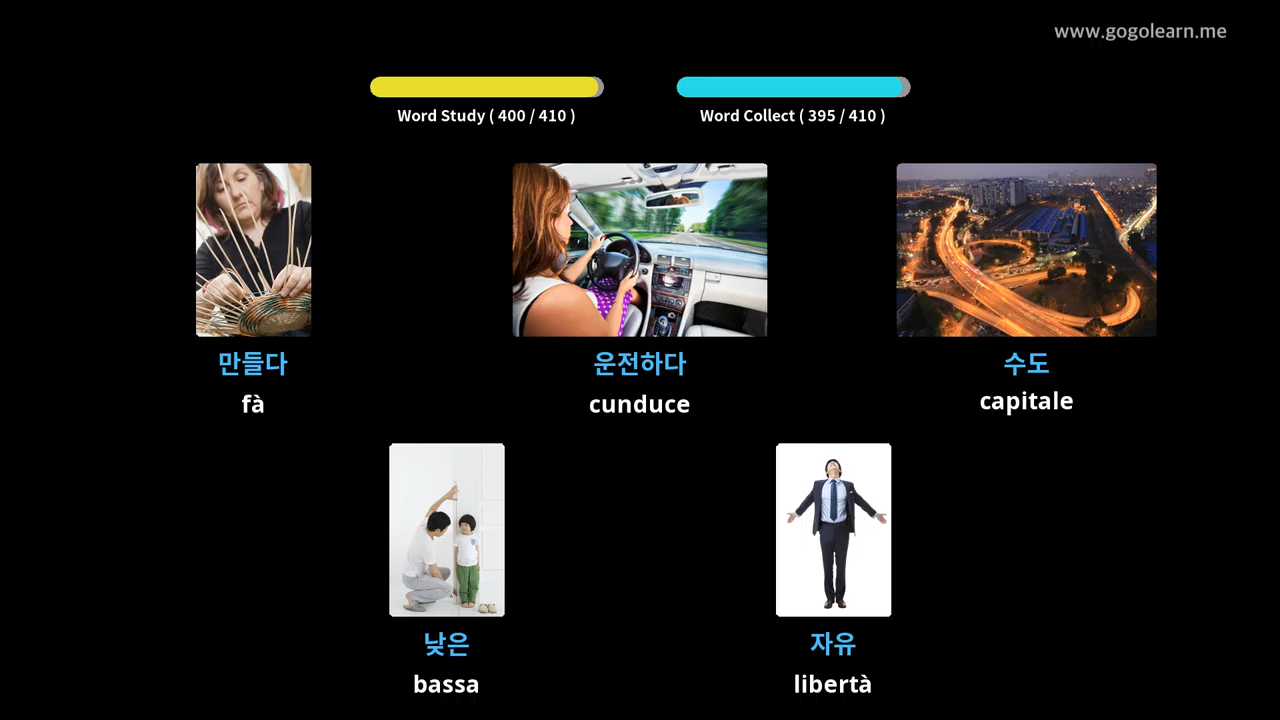 www.gogolearn.me
Word Study ( 400 / 410 )
Word Collect ( 395 / 410 )
만들다
fà
운전하다
cunduce
수도
capitale
낮은
bassa
자유
libertà